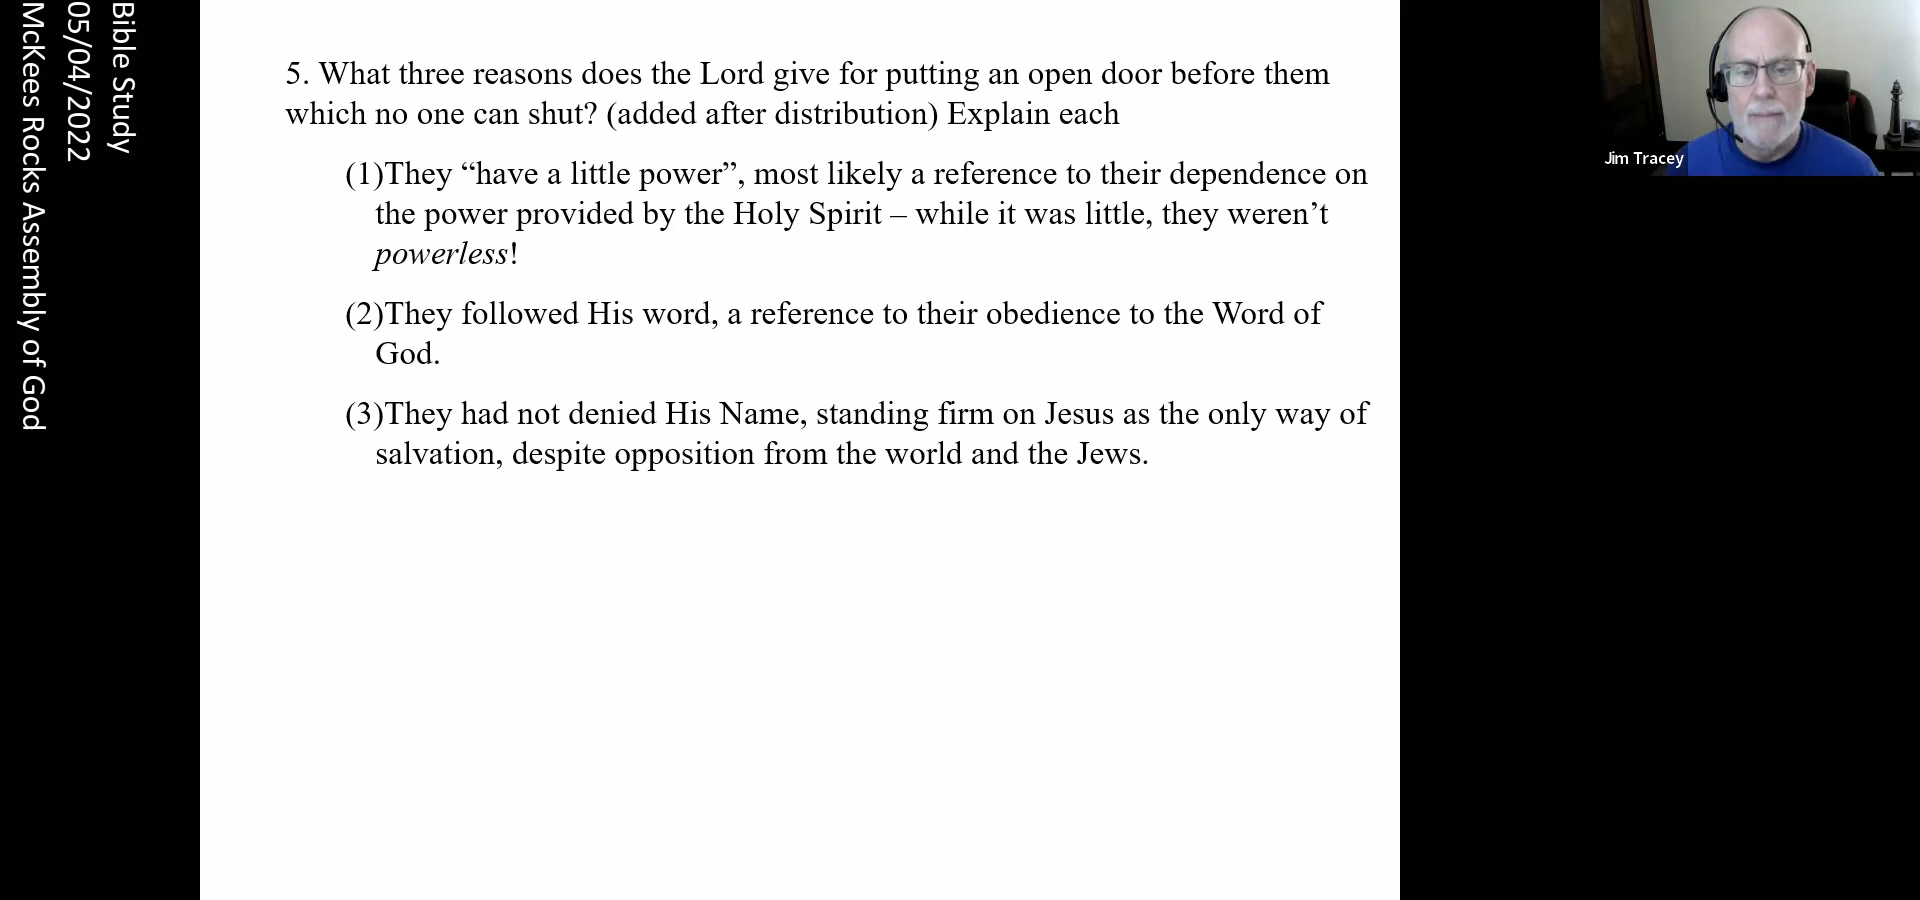 Bible Study
05/04/2022
McKees Rocks Assembly of God
5. What three reasons does the Lord give for putting an open door before them
which no one can shut? (added after distribution) Explain each
(1)They “have a little power”, most likely a reference to their dependence on
the power provided by the Holy Spirit – while it was little, they weren’t
powerless!
(2)They followed His word, a reference to their obedience to the Word of
God.
(3)They had not denied His Name, standing firm on Jesus as the only way of
salvation, despite opposition from the world and the Jews.
Jim Tracey